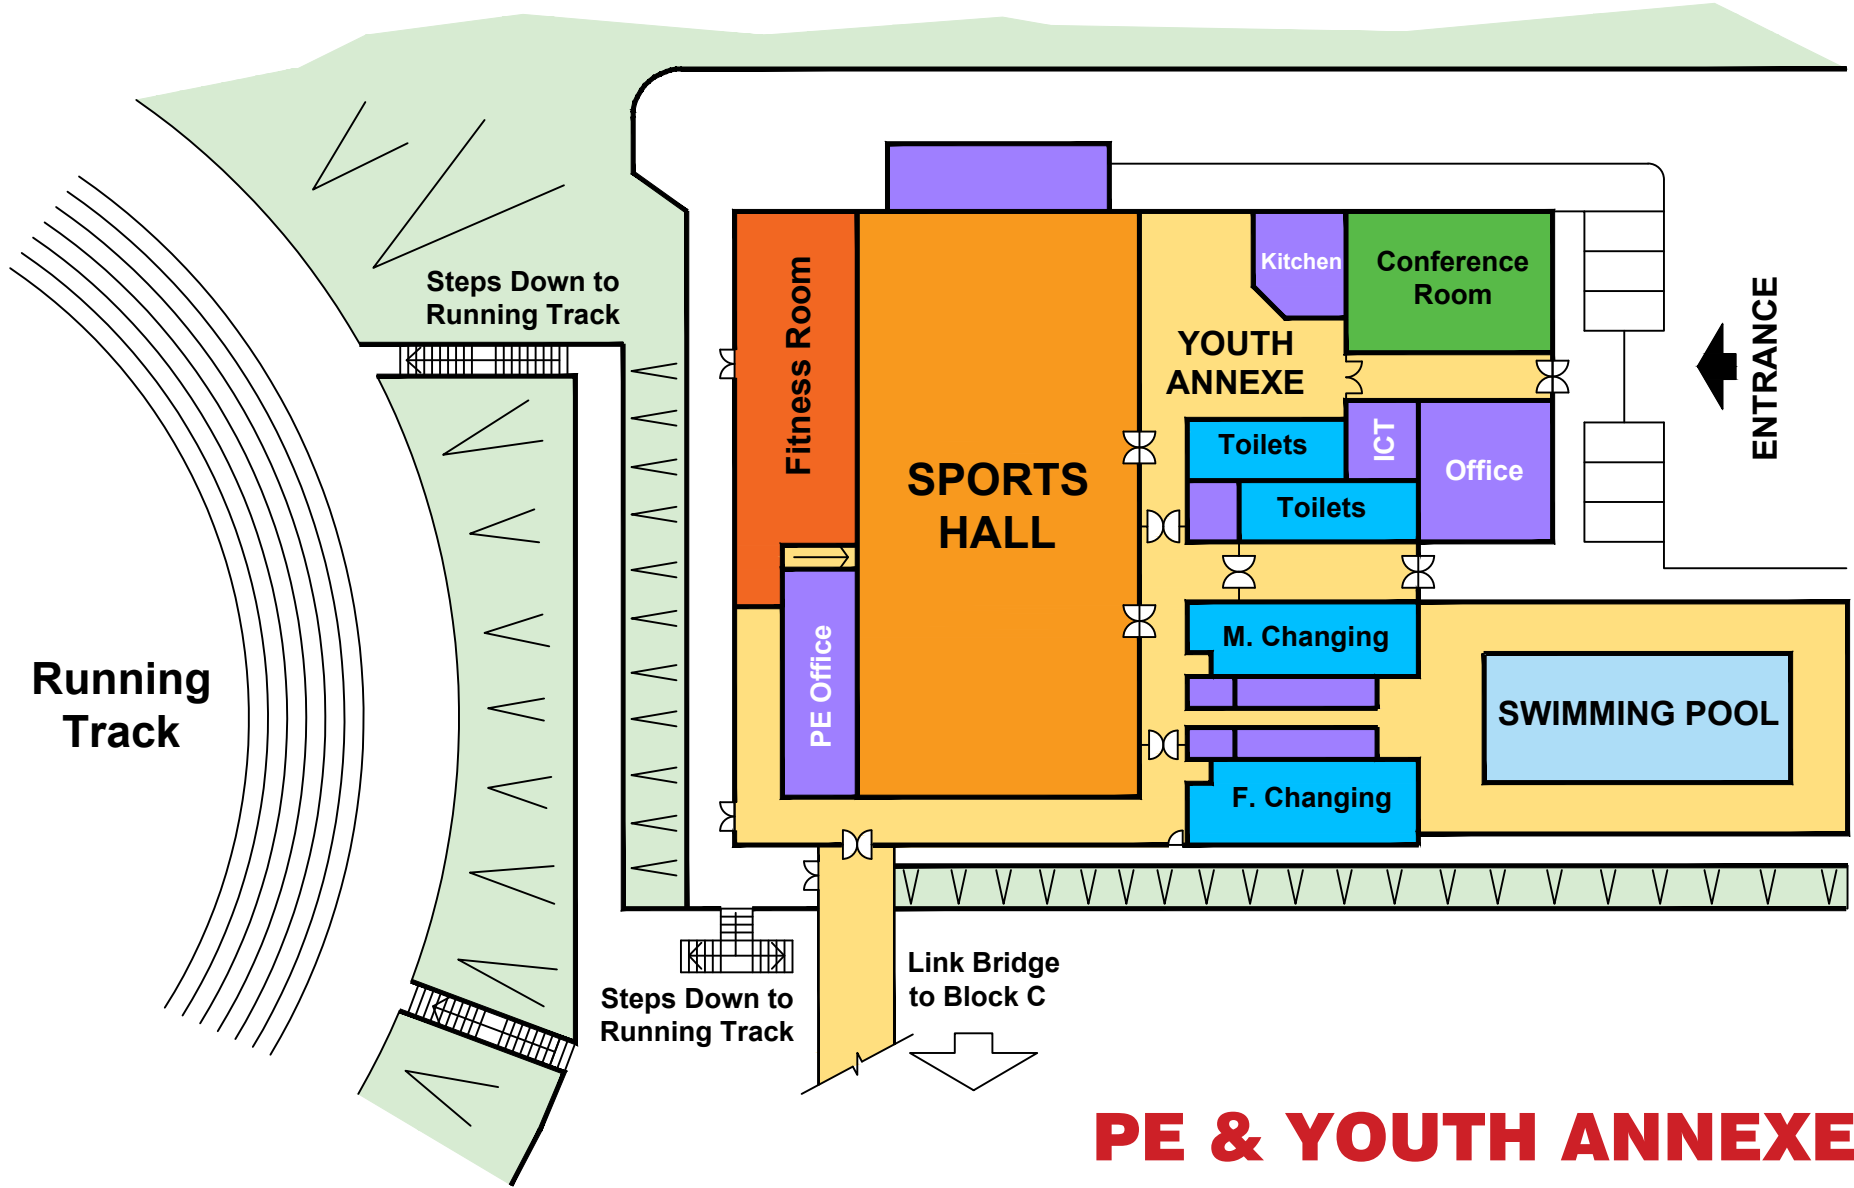 Steps Down to
Running Track
Fitness Room
Kitchen
Conference
Room
YOUTH
ANNEXE
ENTRANCE
Toilets
ICT
Office
SPORTS
HALL
Toilets
PE Office
M. Changing
Running
Track
SWIMMING POOL
F. Changing
Link Bridge
to Block C
Steps Down to
Running Track
PE & YOUTH ANNEXE